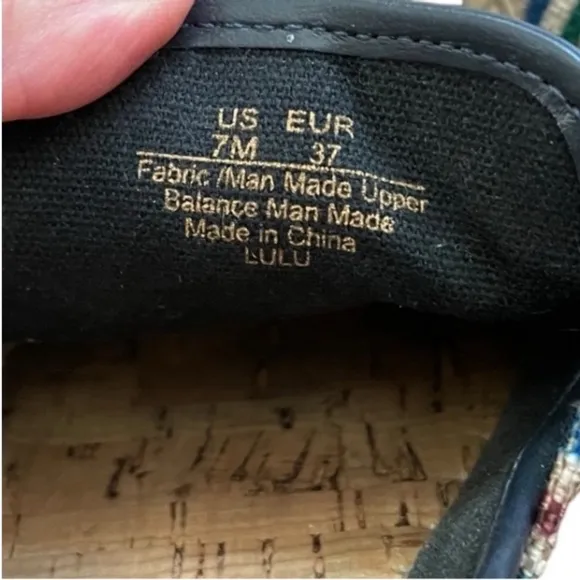 US EUR
7M 37
Fabric /Man Made Upper
Balance Man Made
Made in China
LULU